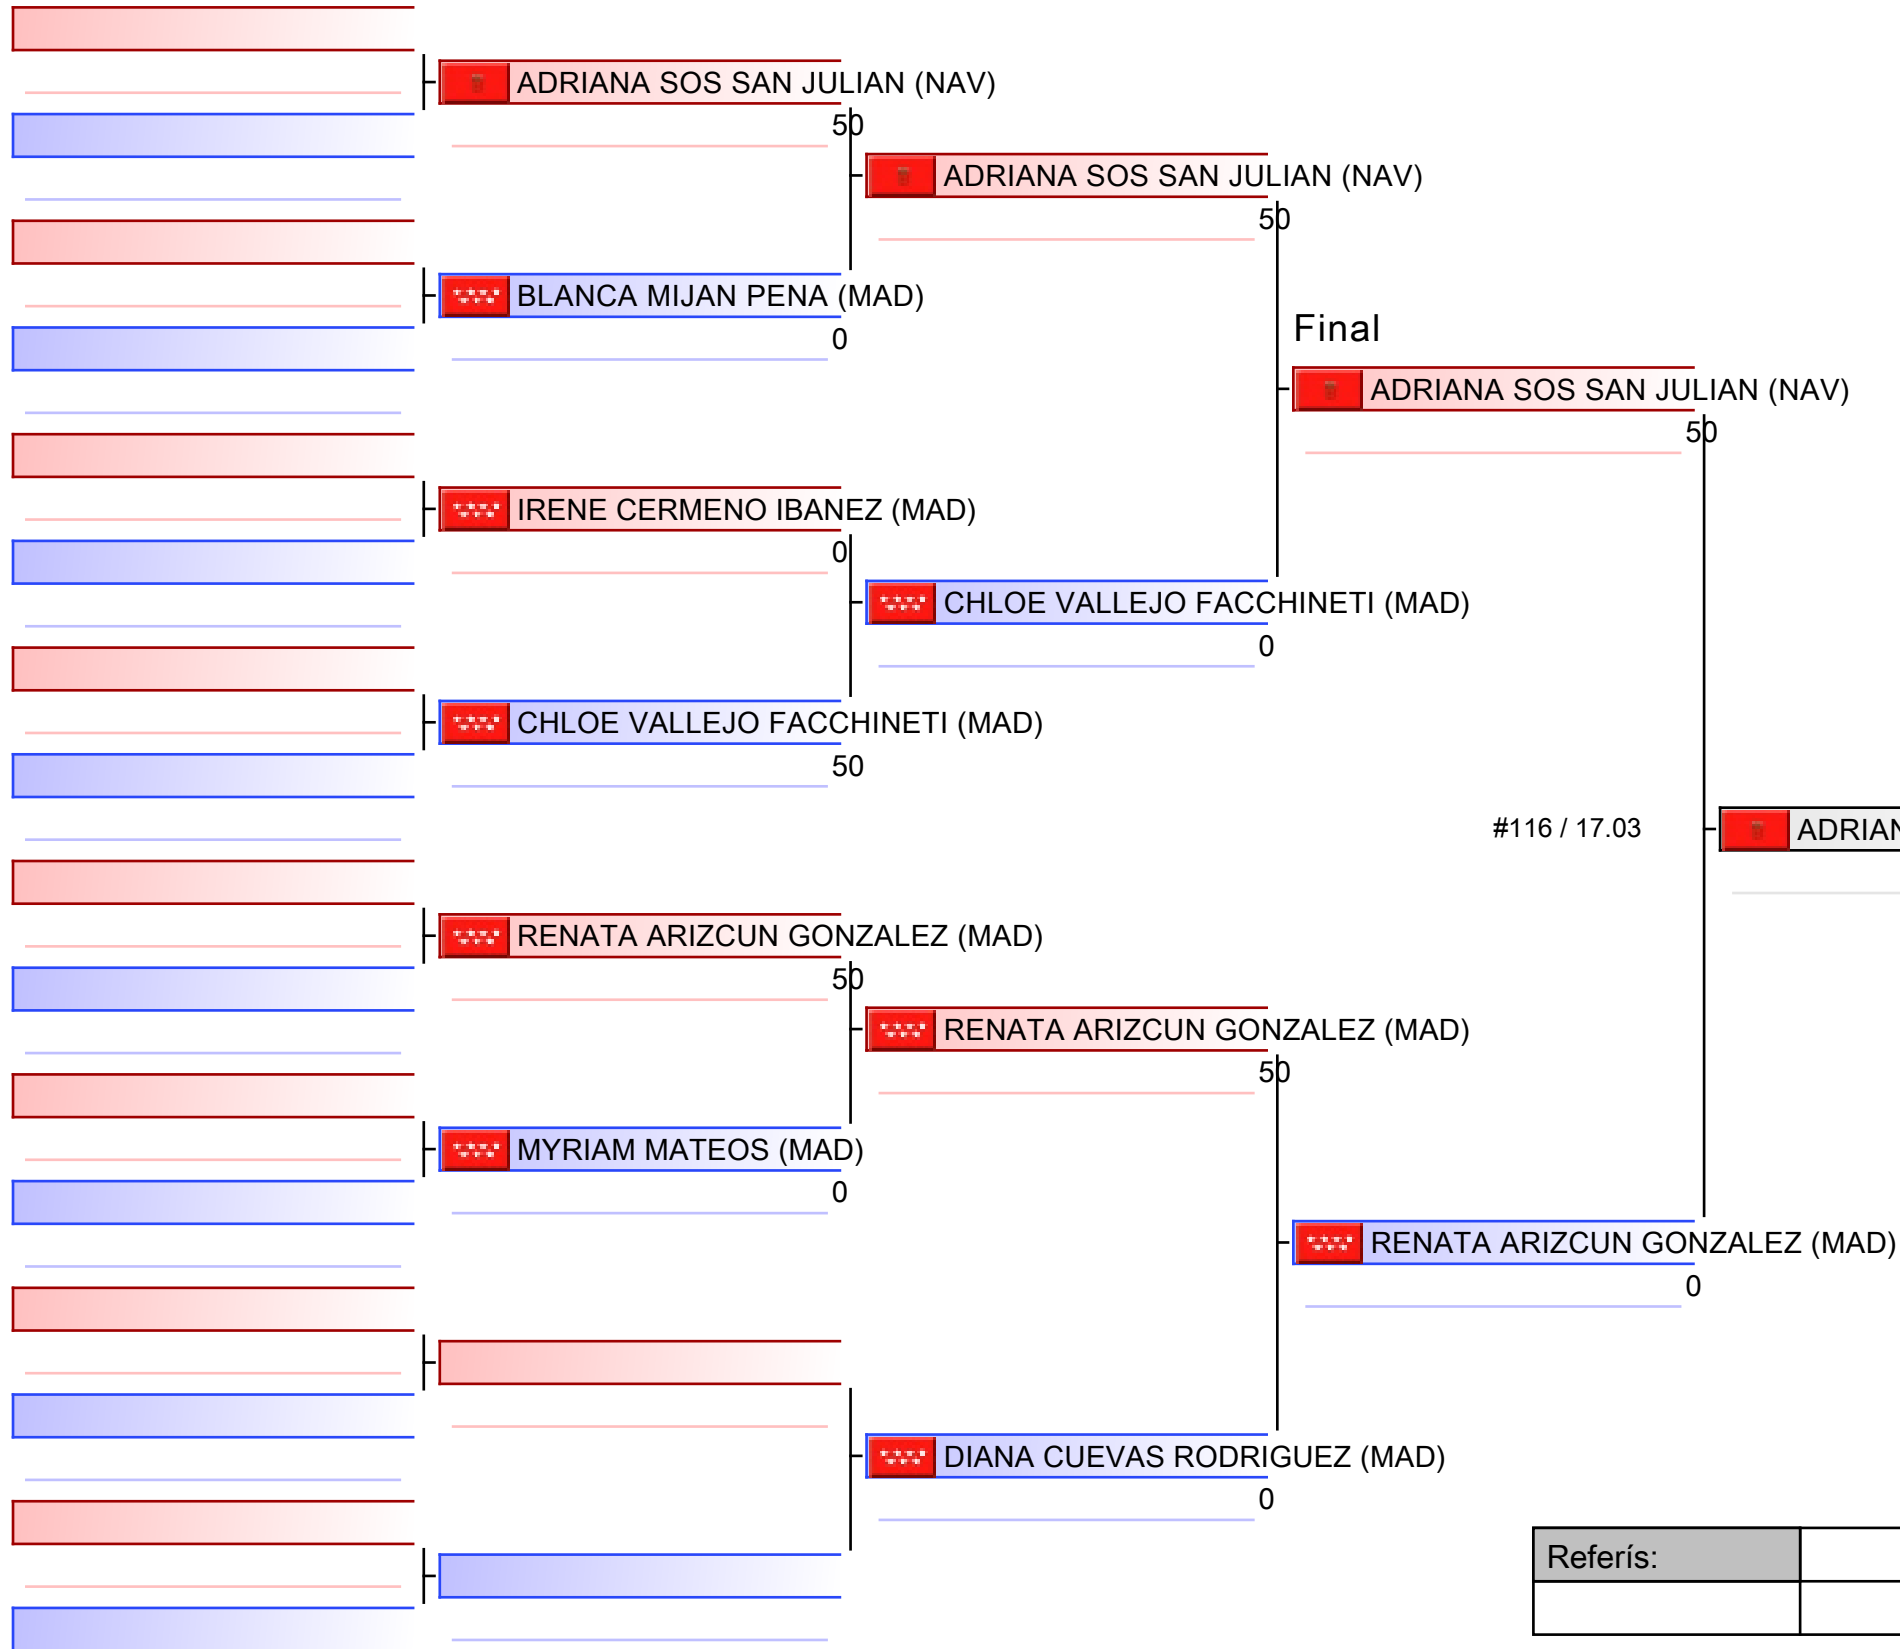 ADRIANA SOS SAN JULIAN (NAV)
50
ADRIANA SOS SAN JULIAN (NAV)
50
BLANCA MIJAN PENA (MAD)
0
Final
ADRIANA SOS SAN JULIAN (NAV)
50
IRENE CERMENO IBANEZ (MAD)
0
CHLOE VALLEJO FACCHINETI (MAD)
0
CHLOE VALLEJO FACCHINETI (MAD)
50
#116 / 17.03
ADRIAN
RENATA ARIZCUN GONZALEZ (MAD)
50
RENATA ARIZCUN GONZALEZ (MAD)
50
MYRIAM MATEOS (MAD)
0
RENATA ARIZCUN GONZALEZ (MAD)
0
DIANA CUEVAS RODRIGUEZ (MAD)
0
Referís: